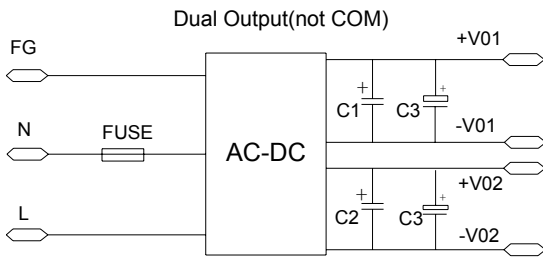 Dual Output(not COM)
FG
+V01
C1
C3
N
FUSE
AC-DC
-V01
+V02
L
C2
C3
-V02